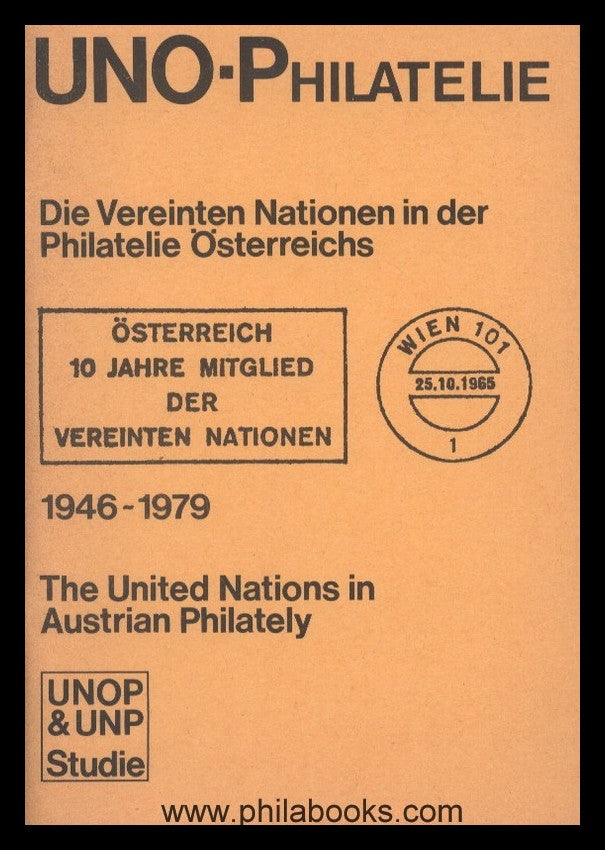 UNO-PHILATELIE
Die Vereinten Nationen in der
Philatelie Österreichs
ÖSTERREICH
10 JAHRE MITGLIED
DER
VEREINTEN NATIONEN
WIEN 101
25.10.1965
1
1946-1979
The United Nations in
Austrian Philately
UNOP
& UNP
Studie
www.philabooks.com